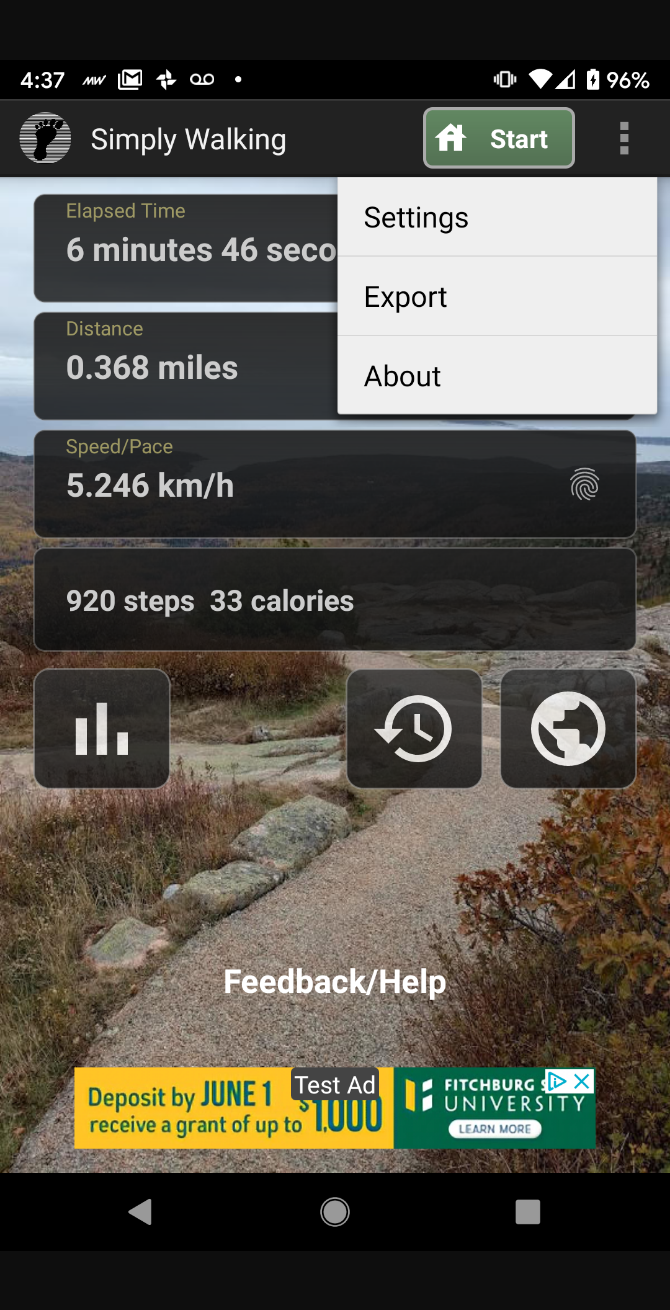 4:37
96%
Simply Walking
Start
Settings
Export
About
Elapsed Time
6 minutes 46 seco
Distance
0.368 miles
Speed/Pace
5.246 km/h
920 steps 33 calories
Feedback/Help
Test Ad
Deposit by JUNE 1
receive a grant of up to $1,000
FITCHBURG S
UNIVERSITY
LEARN MORE